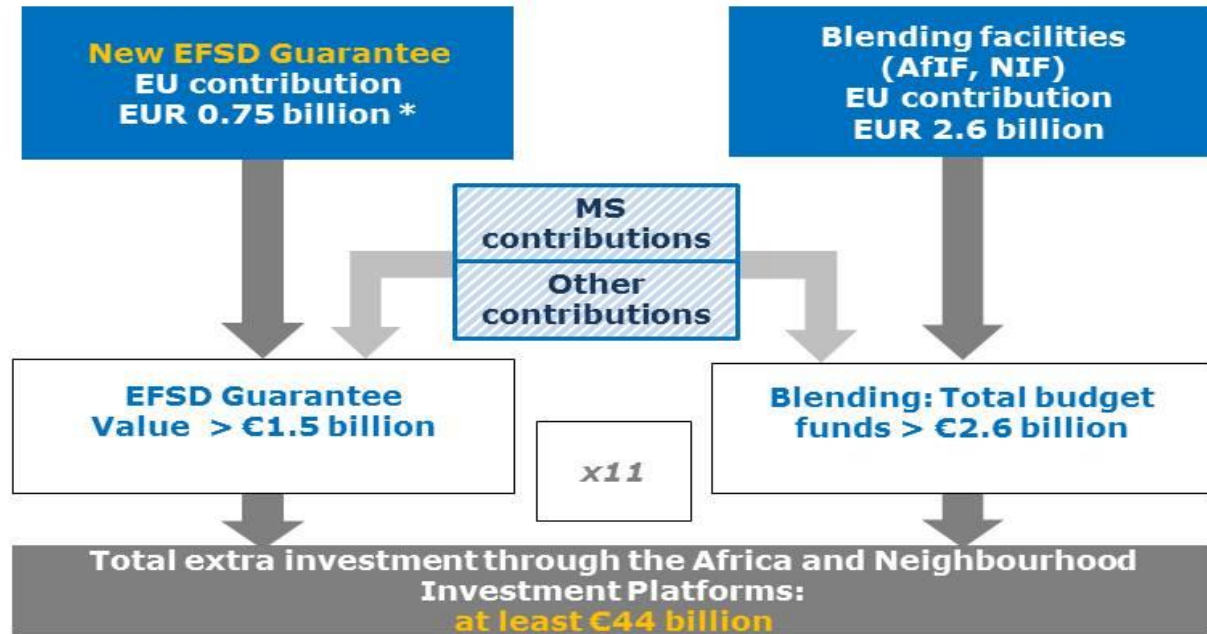 New EFSD Guarantee
EU contribution
EUR 0.75 billion *
Blending facilities
(AfIF, NIF)
EU contribution
EUR 2.6 billion
MS
contributions
Other
contributions
EFSD Guarantee
Value > €1.5 billion
x11
Blending: Total budget
funds > €2.6 billion
Total extra investment through the Africa and Neighbourhood
Investment Platforms:
at least €44 billion